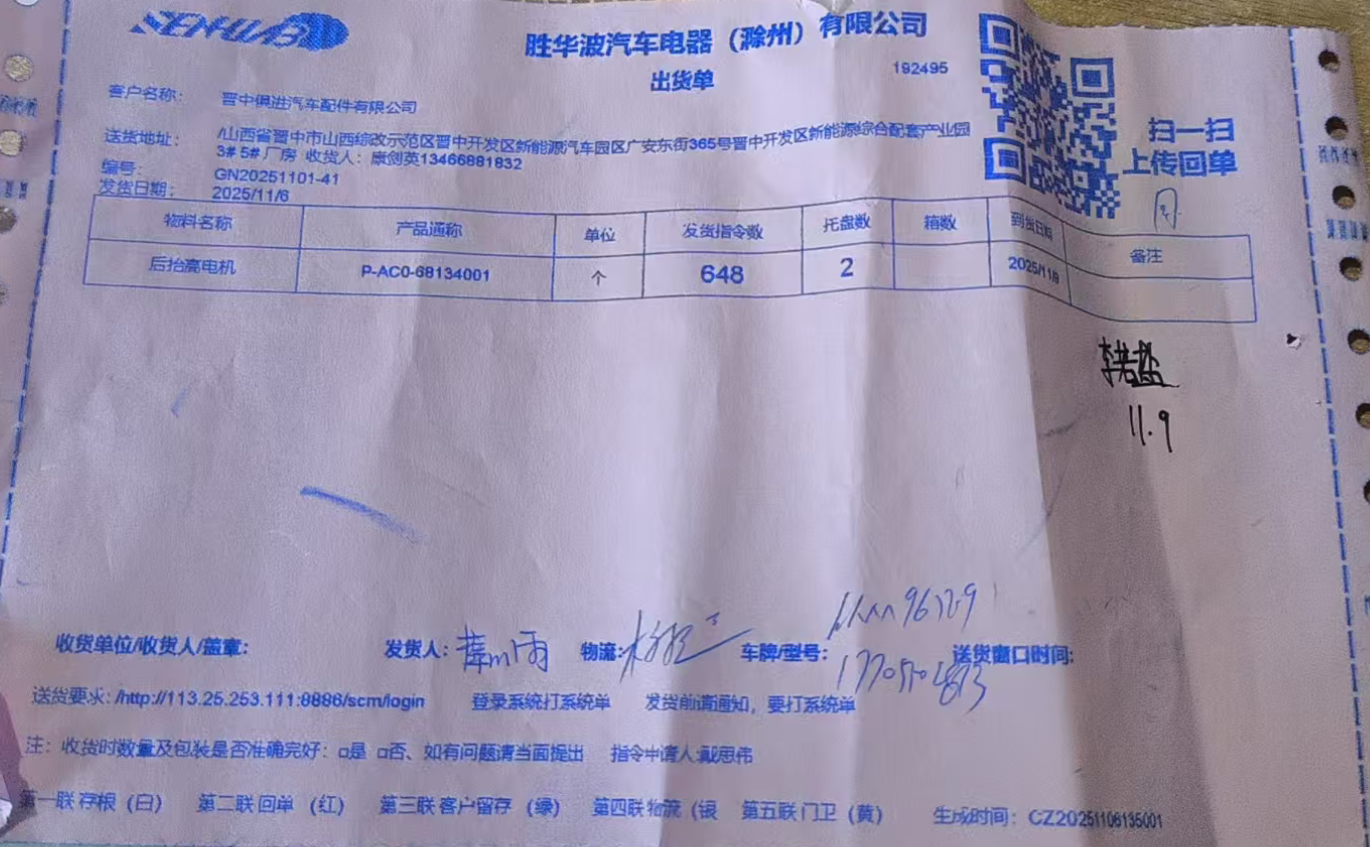 SENHUABO
胜华波汽车电器（滁州）有限公司
出货单
192495
扫一扫
上传回单
客户名称： 晋中俱进汽车配件有限公司
送货地址： /山西省晋中市山西综改示范区晋中开发区新能源汽车园区广安东街365号晋中开发区新能源综合配套产业园
3# 5# 厂房 收货人：康剑英13466881832
编号： GN20251101-41
发货日期： 2025/11/6
物料名称 产品通称 单位 发货指令数 托盘数 箱数 到货日期 备注
后抬高电机 P-AC0-68134001 个 648 2 2025/11/9
11.9
收货单位/收货人/盖章： 发货人： 物流： 车牌/型号： 送货窗口时间：
送货要求：/http://113.25.253.111:8886/scm/login 登录系统打系统单 发货前请通知，要打系统单
注：收货时数量及包装是否准确完好：□是 □否、如有问题请当面提出 指令申请人:戴思伟
第一联 存根（白） 第二联 回单（红） 第三联 客户留存（绿） 第四联 物流（银 第五联 门卫（黄） 生成时间：CZ20251106135001